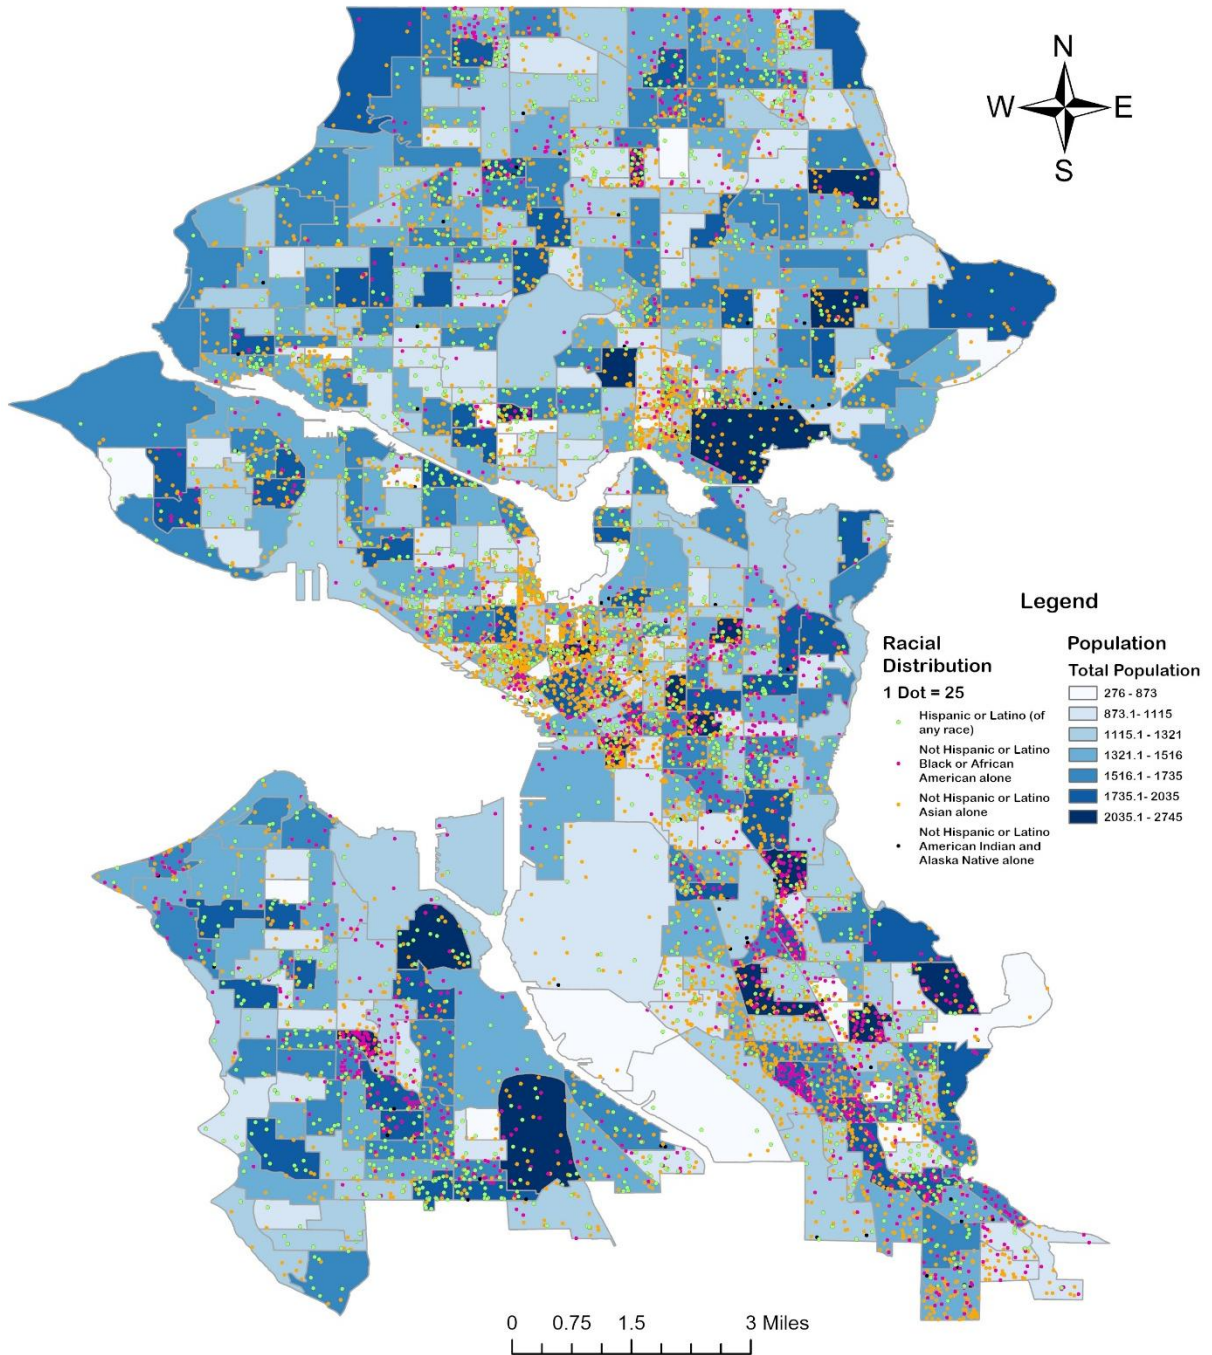 N
W E
S
Legend
Racial
Distribution
1 Dot = 25
Hispanic or Latino (of
any race)
Not Hispanic or Latino
Black or African
American alone
Not Hispanic or Latino
Asian alone
Not Hispanic or Latino
American Indian and
Alaska Native alone
Population
Total Population
276 - 873
873.1- 1115
1115.1 - 1321
1321.1 - 1516
1516.1 - 1735
1735.1- 2035
2035.1 - 2745
0 0.75 1.5 3 Miles